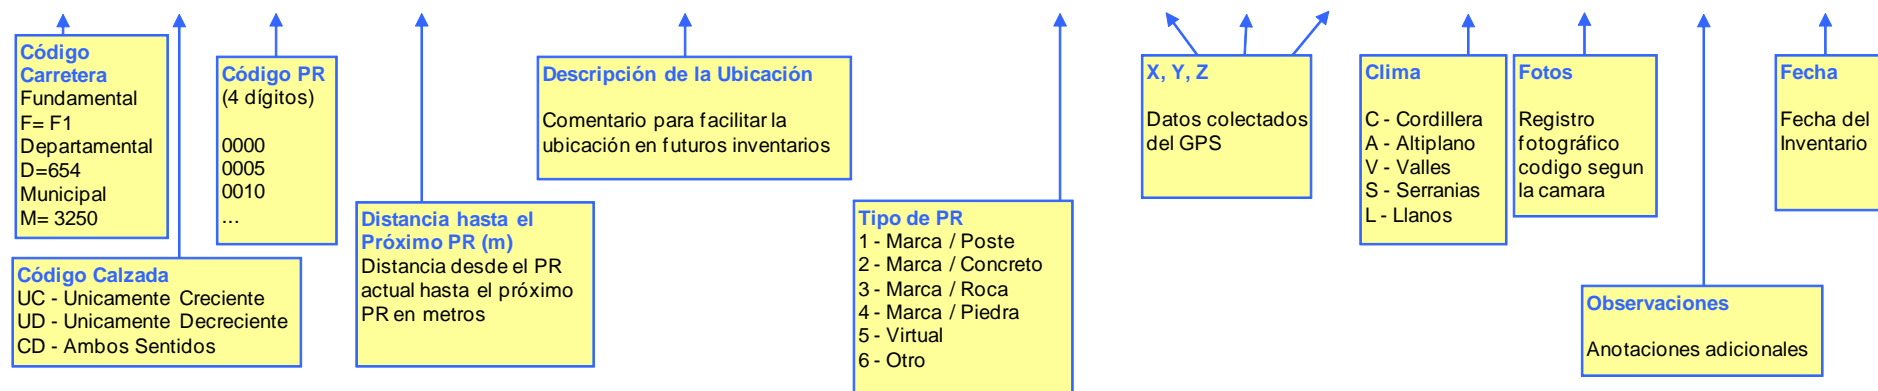 Código
Carretera
Fundamental
F= F1
Departamental
D=654
Municipal
M= 3250
Código Calzada
UC - Unicamente Creciente
UD - Unicamente Decreciente
CD - Ambos Sentidos
Código PR
(4 dígitos)
0000
0005
0010
...
Distancia hasta el
Próximo PR (m)
Distancia desde el PR
actual hasta el próximo
PR en metros
Descripción de la Ubicación
Comentario para facilitar la
ubicación en futuros inventarios
Tipo de PR
1 - Marca / Poste
2 - Marca / Concreto
3 - Marca / Roca
4 - Marca / Piedra
5 - Virtual
6 - Otro
X, Y, Z
Datos colectados
del GPS
Clima
C - Cordillera
A - Altiplano
V - Valles
S - Serranias
L - Llanos
Fotos
Registro
fotográfico
codigo segun
la camara
Observaciones
Anotaciones adicionales
Fecha
Fecha del
Inventario